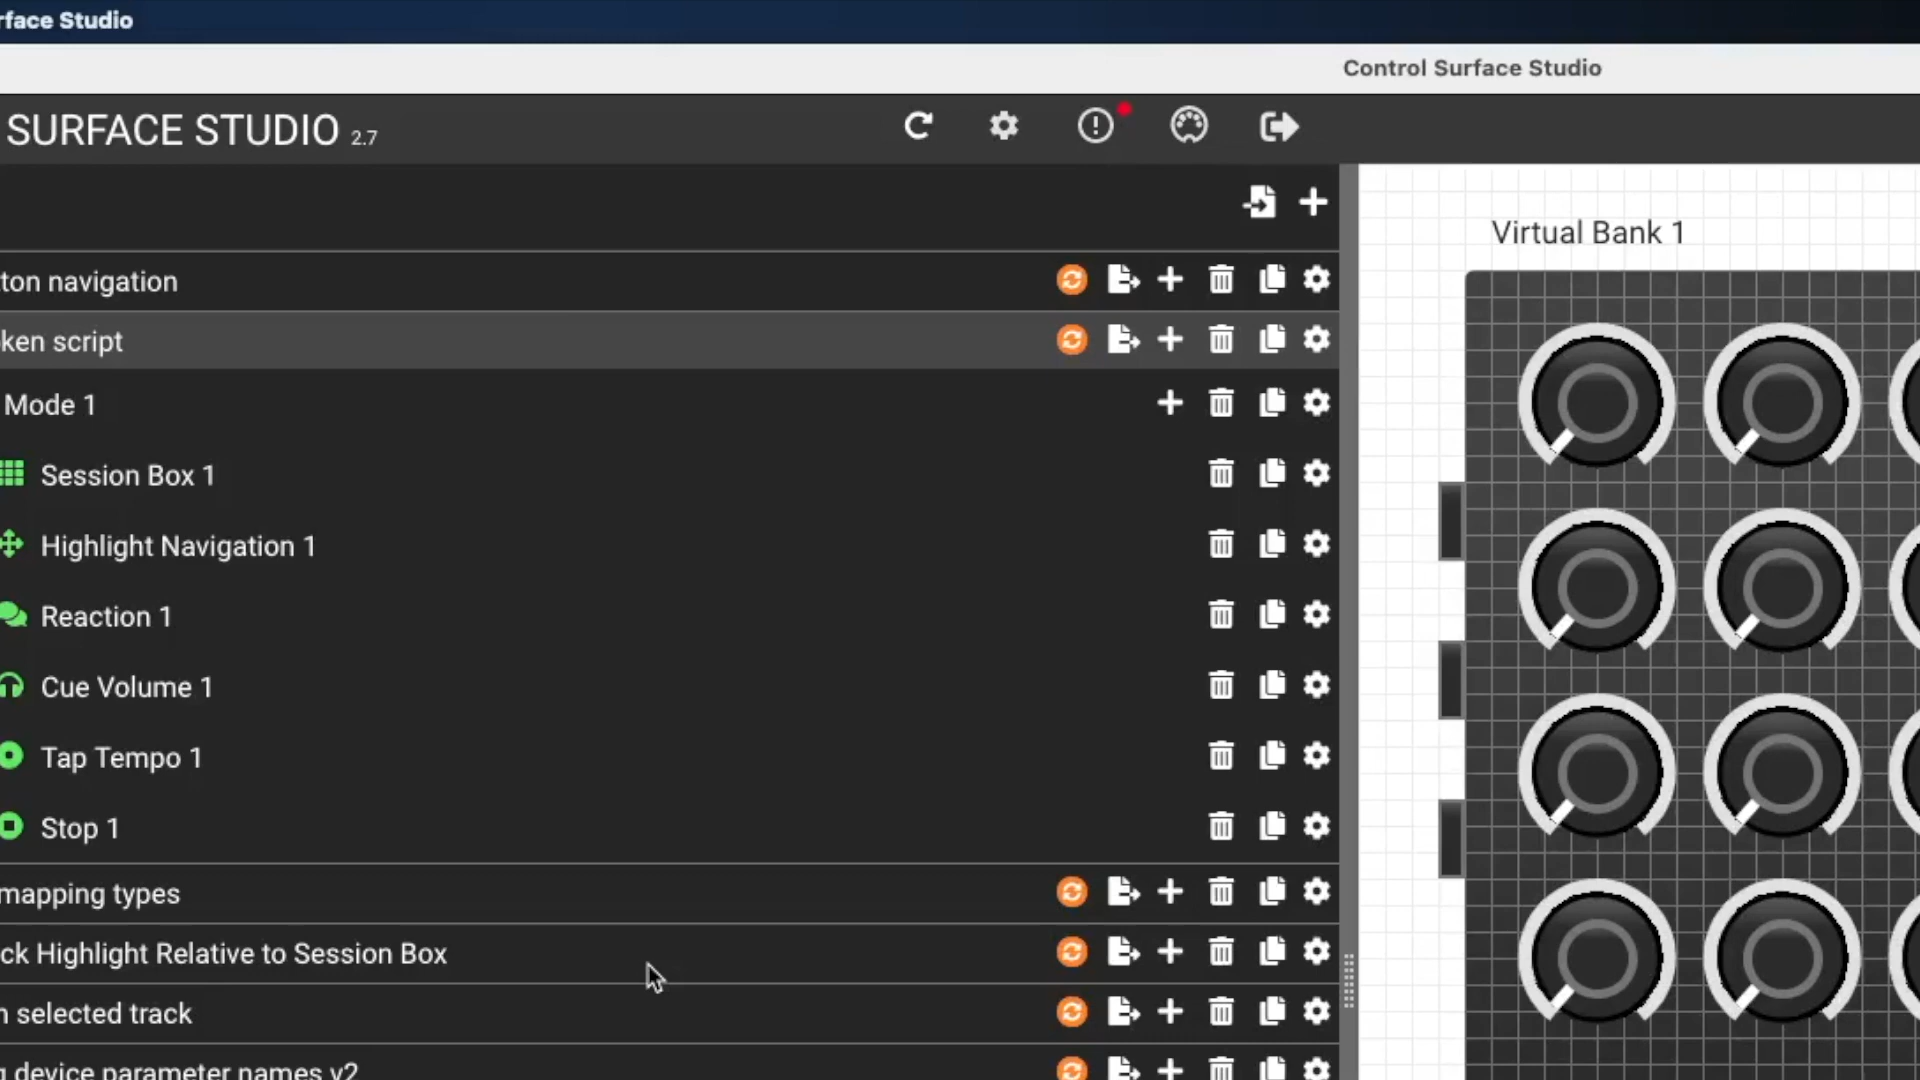 rface Studio
Control Surface Studio
SURFACE STUDIO 2.7
Virtual Bank 1
ton navigation
ken script
Mode 1
Session Box 1
Highlight Navigation 1
Reaction 1
Cue Volume 1
Tap Tempo 1
Stop 1
mapping types
ck Highlight Relative to Session Box
n selected track
g device parameter names v2